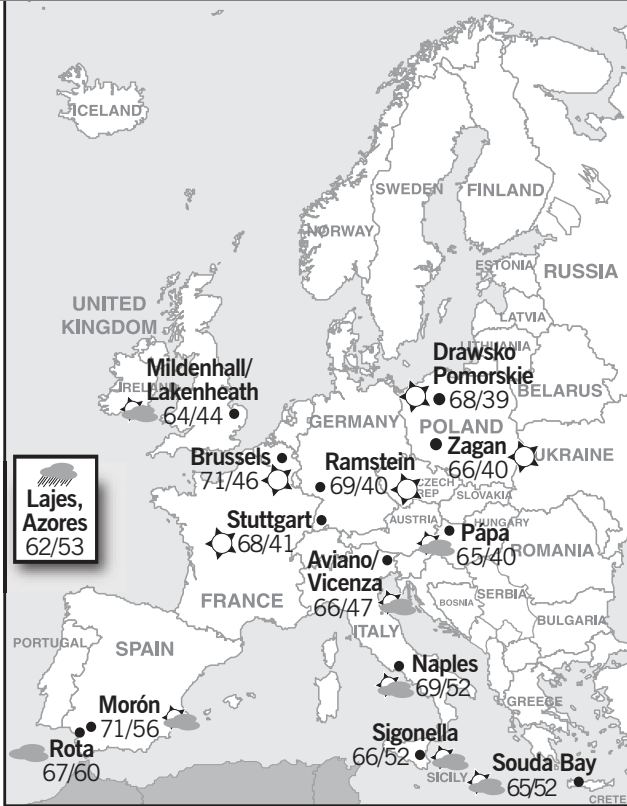 ICELAND
SWEDEN
FINLAND
NORWAY
ESTONIA
RUSSIA
LATVIA
LITHUANIA
UNITED
KINGDOM
IRELAND
Mildenhall/
Lakenheath
64/44
Drawsko
Pomorskie
68/39
BELARUS
GERMANY
POLAND
Zagan
66/40
UKRAINE
Brussels
71/46
Ramstein
69/40
CZECH
REP
SLOVAKIA
Lajes,
Azores
62/53
Stuttgart
68/41
AUSTRIA
HUNGARY
Pápa
65/40
ROMANIA
Aviano/
Vicenza
66/47
FRANCE
BOSNIA
SERBIA
BULGARIA
ITALY
PORTUGAL
SPAIN
Naples
69/52
GREECE
Morón
71/56
Rota
67/60
Sigonella
66/52
SICILY
Souda Bay
65/52
CRETE